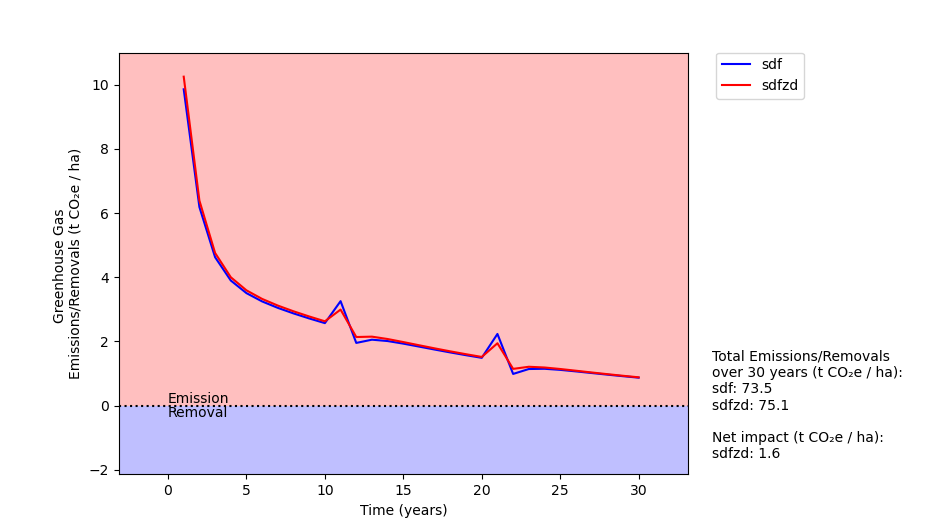 sdf
sdfzd
10
8
6
4
2
0
−2
Greenhouse Gas
Emissions/Removals (t CO₂e / ha)
Emission
Removal
0
5
10
15
20
25
30
Time (years)
Total Emissions/Removals
over 30 years (t CO₂e / ha):
sdf: 73.5
sdfzd: 75.1
Net impact (t CO₂e / ha):
sdfzd: 1.6